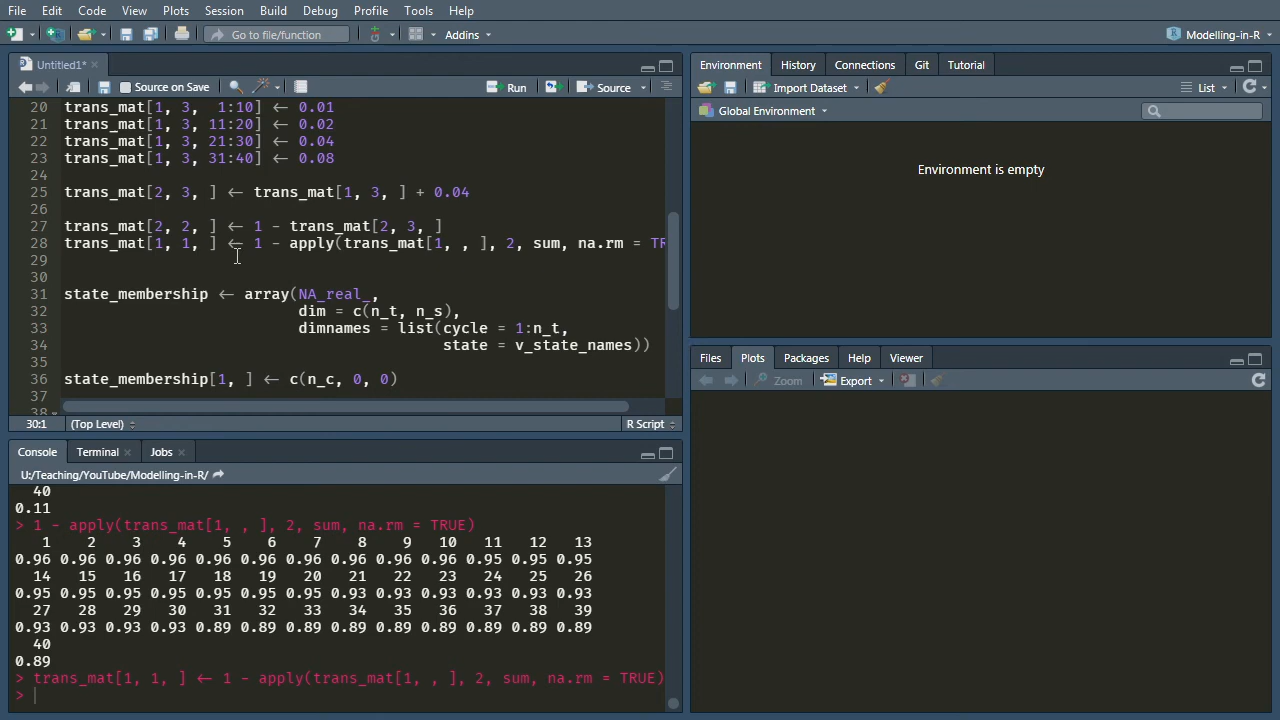 File Edit Code View Plots Session Build Debug Profile Tools Help
Go to file/function Addins Modelling-in-R
Untitled1*
Source on Save Run Source
20 trans_mat[1, 3,  1:10] ← 0.01
21 trans_mat[1, 3, 11:20] ← 0.02
22 trans_mat[1, 3, 21:30] ← 0.04
23 trans_mat[1, 3, 31:40] ← 0.08
24
25 trans_mat[2, 3, ] ← trans_mat[1, 3, ] + 0.04
26
27 trans_mat[2, 2, ] ← 1 - trans_mat[2, 3, ]
28 trans_mat[1, 1, ] ← 1 - apply(trans_mat[1, , ], 2, sum, na.rm = TR
29
30
31 state_membership ← array(NA_real_,
32 dim = c(n_t, n_s),
33 dimnames = list(cycle = 1:n_t,
34 state = v_state_names))
35
36 state_membership[1, ] ← c(n_c, 0, 0)
37
38
30:1 (Top Level) R Script
Console Terminal Jobs
U:/Teaching/YouTube/Modelling-in-R/
40
0.11
> 1 - apply(trans_mat[1, , ], 2, sum, na.rm = TRUE)
1 2 3 4 5 6 7 8 9 10 11 12 13
0.96 0.96 0.96 0.96 0.96 0.96 0.96 0.96 0.96 0.96 0.95 0.95 0.95
14 15 16 17 18 19 20 21 22 23 24 25 26
0.95 0.95 0.95 0.95 0.95 0.95 0.95 0.93 0.93 0.93 0.93 0.93 0.93
27 28 29 30 31 32 33 34 35 36 37 38 39
0.93 0.93 0.93 0.93 0.89 0.89 0.89 0.89 0.89 0.89 0.89 0.89 0.89
40
0.89
> trans_mat[1, 1, ] ← 1 - apply(trans_mat[1, , ], 2, sum, na.rm = TRUE)
>
Environment History Connections Git Tutorial
Import Dataset List
Global Environment
Environment is empty
Files Plots Packages Help Viewer
Zoom Export